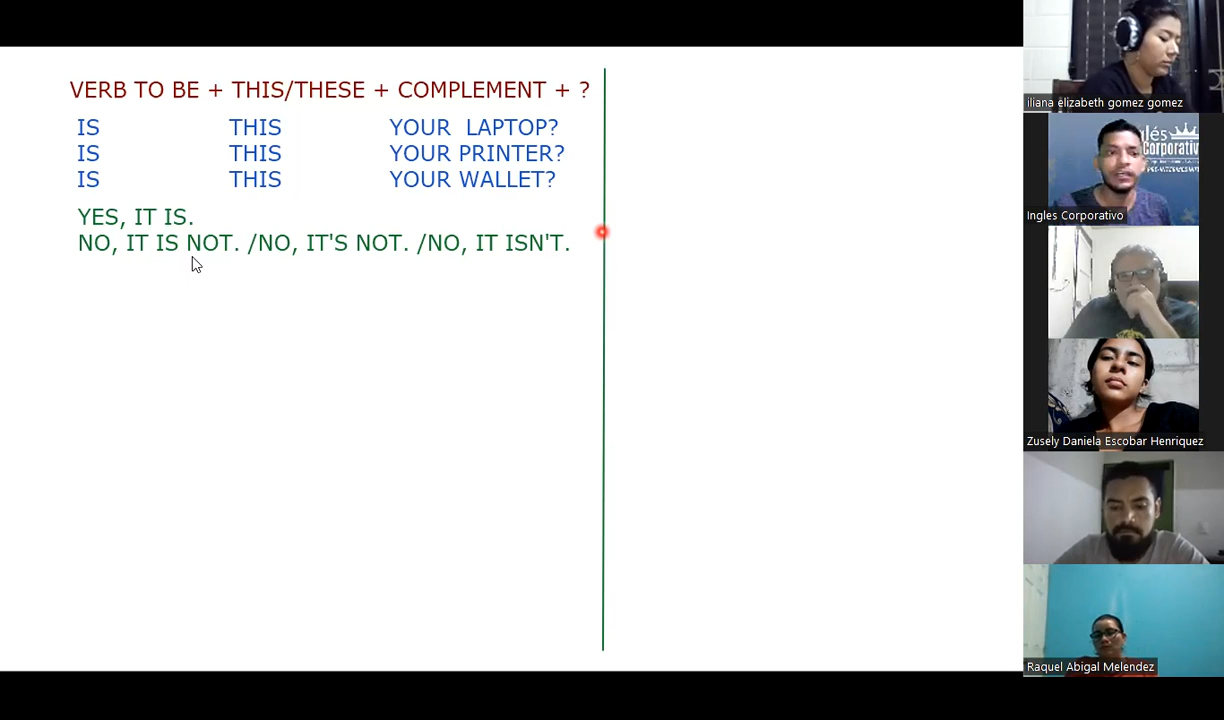 VERB TO BE + THIS/THESE + COMPLEMENT + ?
IS THIS YOUR LAPTOP?
IS THIS YOUR PRINTER?
IS THIS YOUR WALLET?
YES, IT IS.
NO, IT IS NOT. /NO, IT'S NOT. /NO, IT ISN'T.
iliana elizabeth gomez gomez
Corporativo
Ingles Corporativo
Zusely Daniela Escobar Henriquez
Raquel Abigal Melendez